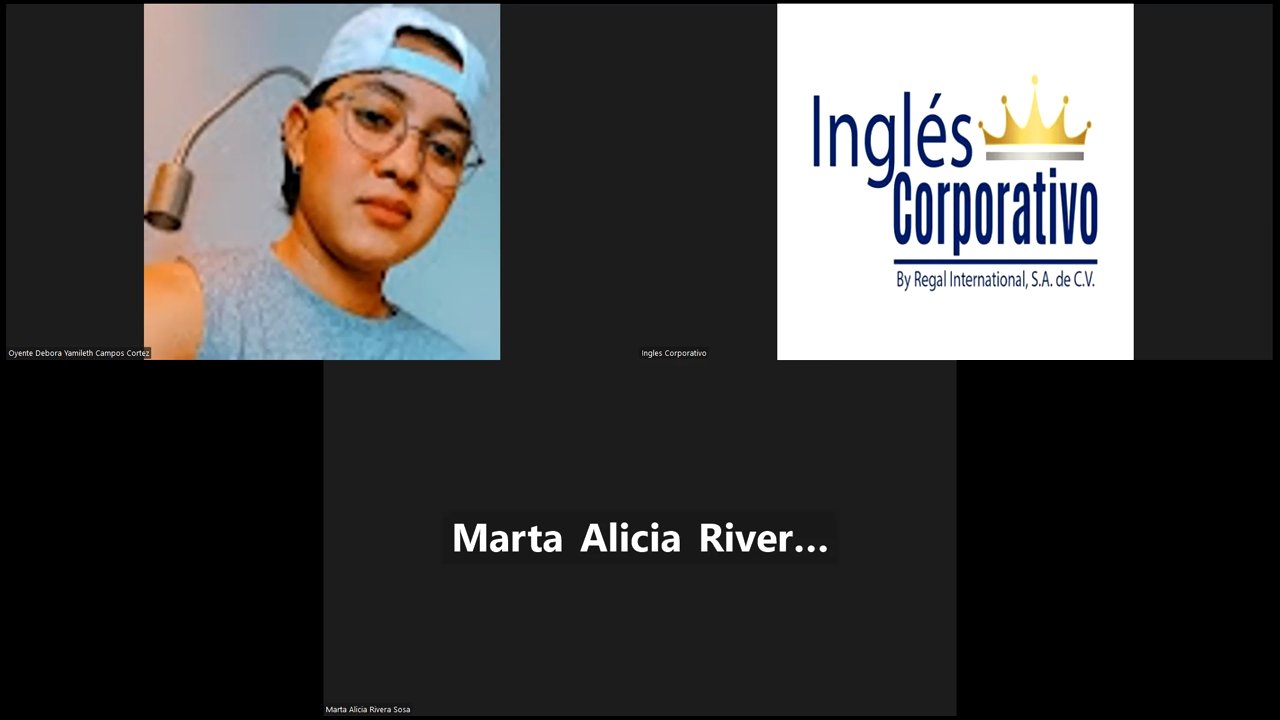 Inglés
Corporativo
By Regal International, S.A. de C.V.
Oyente Debora Yamileth Campos Cortez
Ingles Corporativo
Marta Alicia River...
Marta Alicia Rivera Sosa